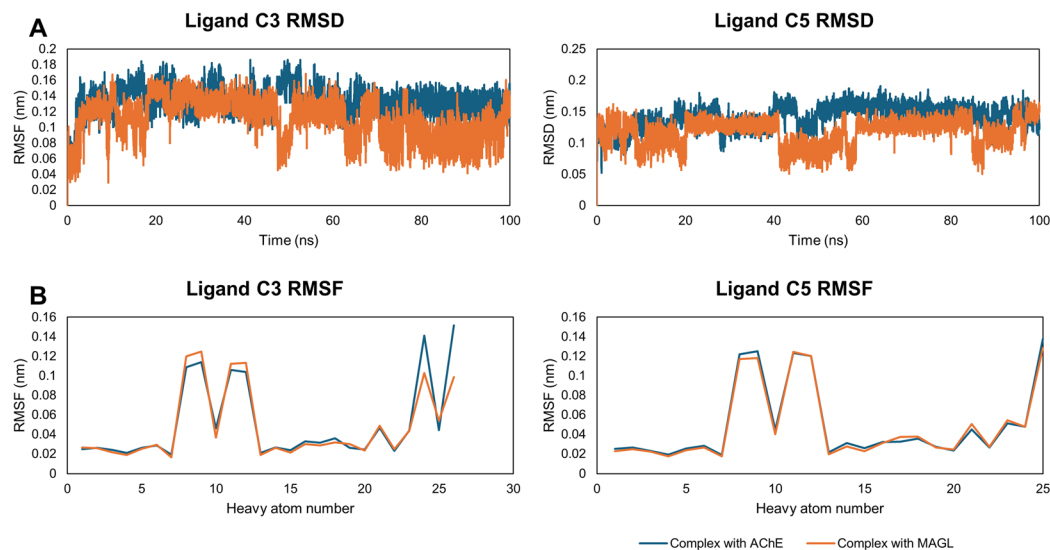 A
Ligand C3 RMSD
Ligand C5 RMSD
RMSF (nm)
0.2
0.18
0.16
0.14
0.12
0.1
0.08
0.06
0.04
0.02
0
0 20 40 60 80 100
Time (ns)
RMSD (nm)
0.25
0.2
0.15
0.1
0.05
0
0 20 40 60 80 100
Time (ns)
B
Ligand C3 RMSF
Ligand C5 RMSF
RMSF (nm)
0.16
0.14
0.12
0.1
0.08
0.06
0.04
0.02
0
0 5 10 15 20 25 30
Heavy atom number
RMSF (nm)
0.16
0.14
0.12
0.1
0.08
0.06
0.04
0.02
0
0 5 10 15 20 25
Heavy atom number
Complex with AChE Complex with MAGL